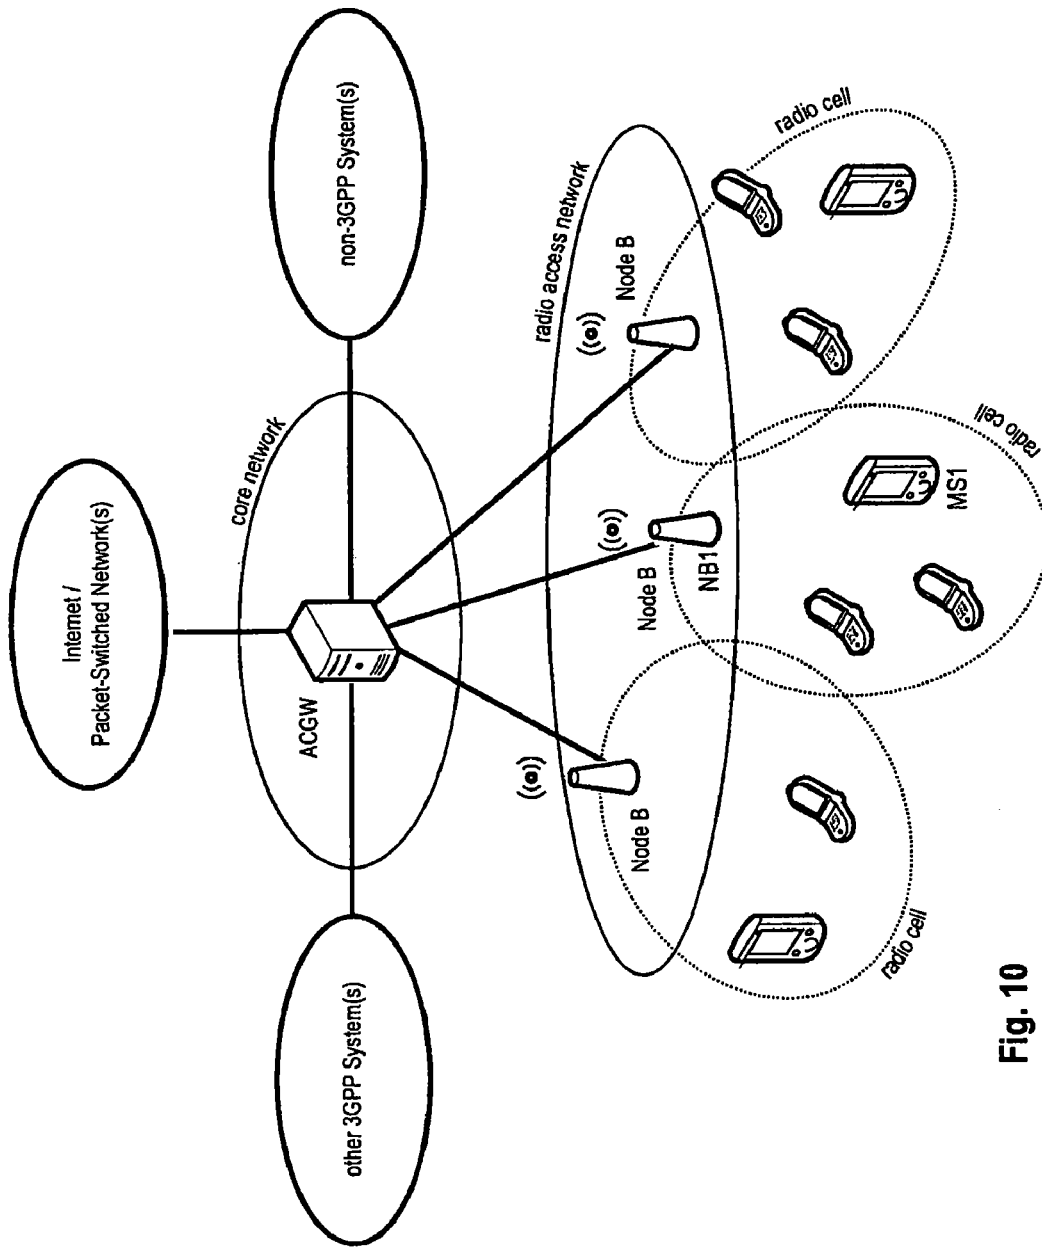 Internet /
Packet-Switched Network(s)
other 3GPP System(s)
core network
ACGW
non-3GPP System(s)
radio access network
Node B
Node B
NB1
Node B
radio cell
radio cell
MS1
radio cell
Fig. 10